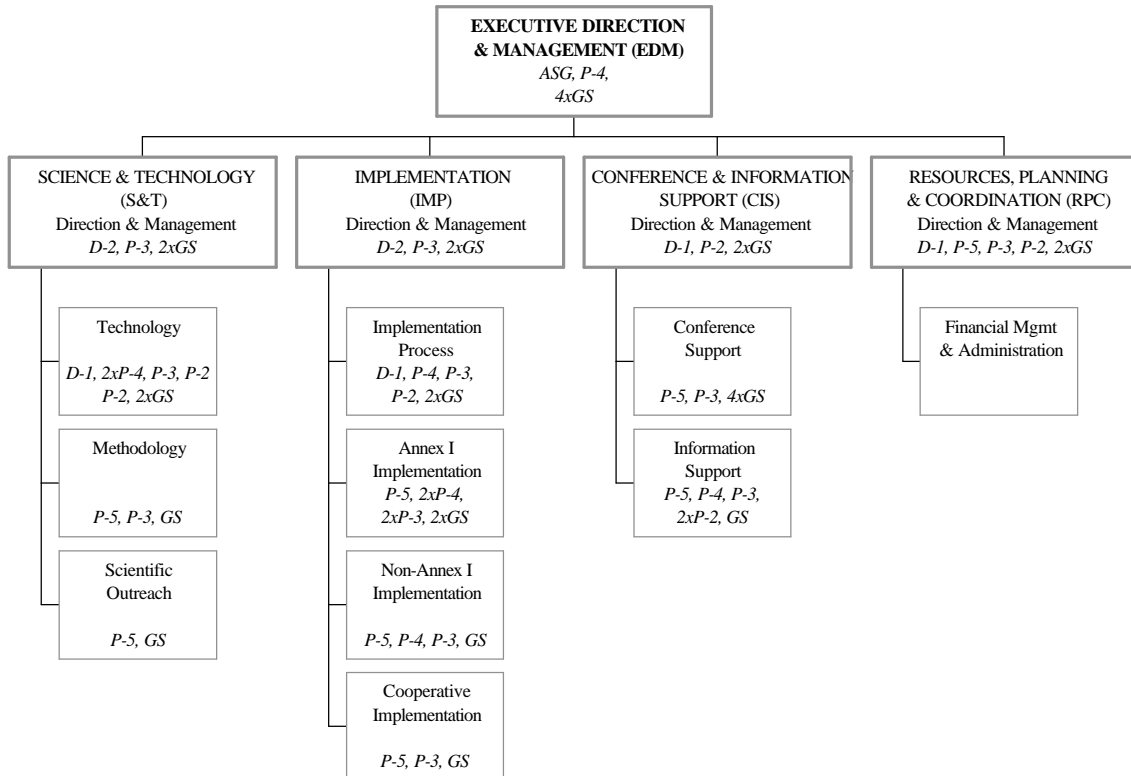 EXECUTIVE DIRECTION
& MANAGEMENT (EDM)
ASG, P-4,
4xGS
SCIENCE & TECHNOLOGY
(S&T)
Direction & Management
D-2, P-3, 2xGS
IMPLEMENTATION
(IMP)
Direction & Management
D-2, P-3, 2xGS
CONFERENCE & INFORMATION
SUPPORT (CIS)
Direction & Management
D-1, P-2, 2xGS
RESOURCES, PLANNING
& COORDINATION (RPC)
Direction & Management
D-1, P-5, P-3, P-2, 2xGS
Technology
D-1, 2xP-4, P-3, P-2
P-2, 2xGS
Methodology
P-5, P-3, GS
Scientific
Outreach
P-5, GS
Implementation
Process
D-1, P-4, P-3,
P-2, 2xGS
Annex I
Implementation
P-5, 2xP-4,
2xP-3, 2xGS
Non-Annex I
Implementation
P-5, P-4, P-3, GS
Cooperative
Implementation
P-5, P-3, GS
Conference
Support
P-5, P-3, 4xGS
Information
Support
P-5, P-4, P-3,
2xP-2, GS
Financial Mgmt
& Administration